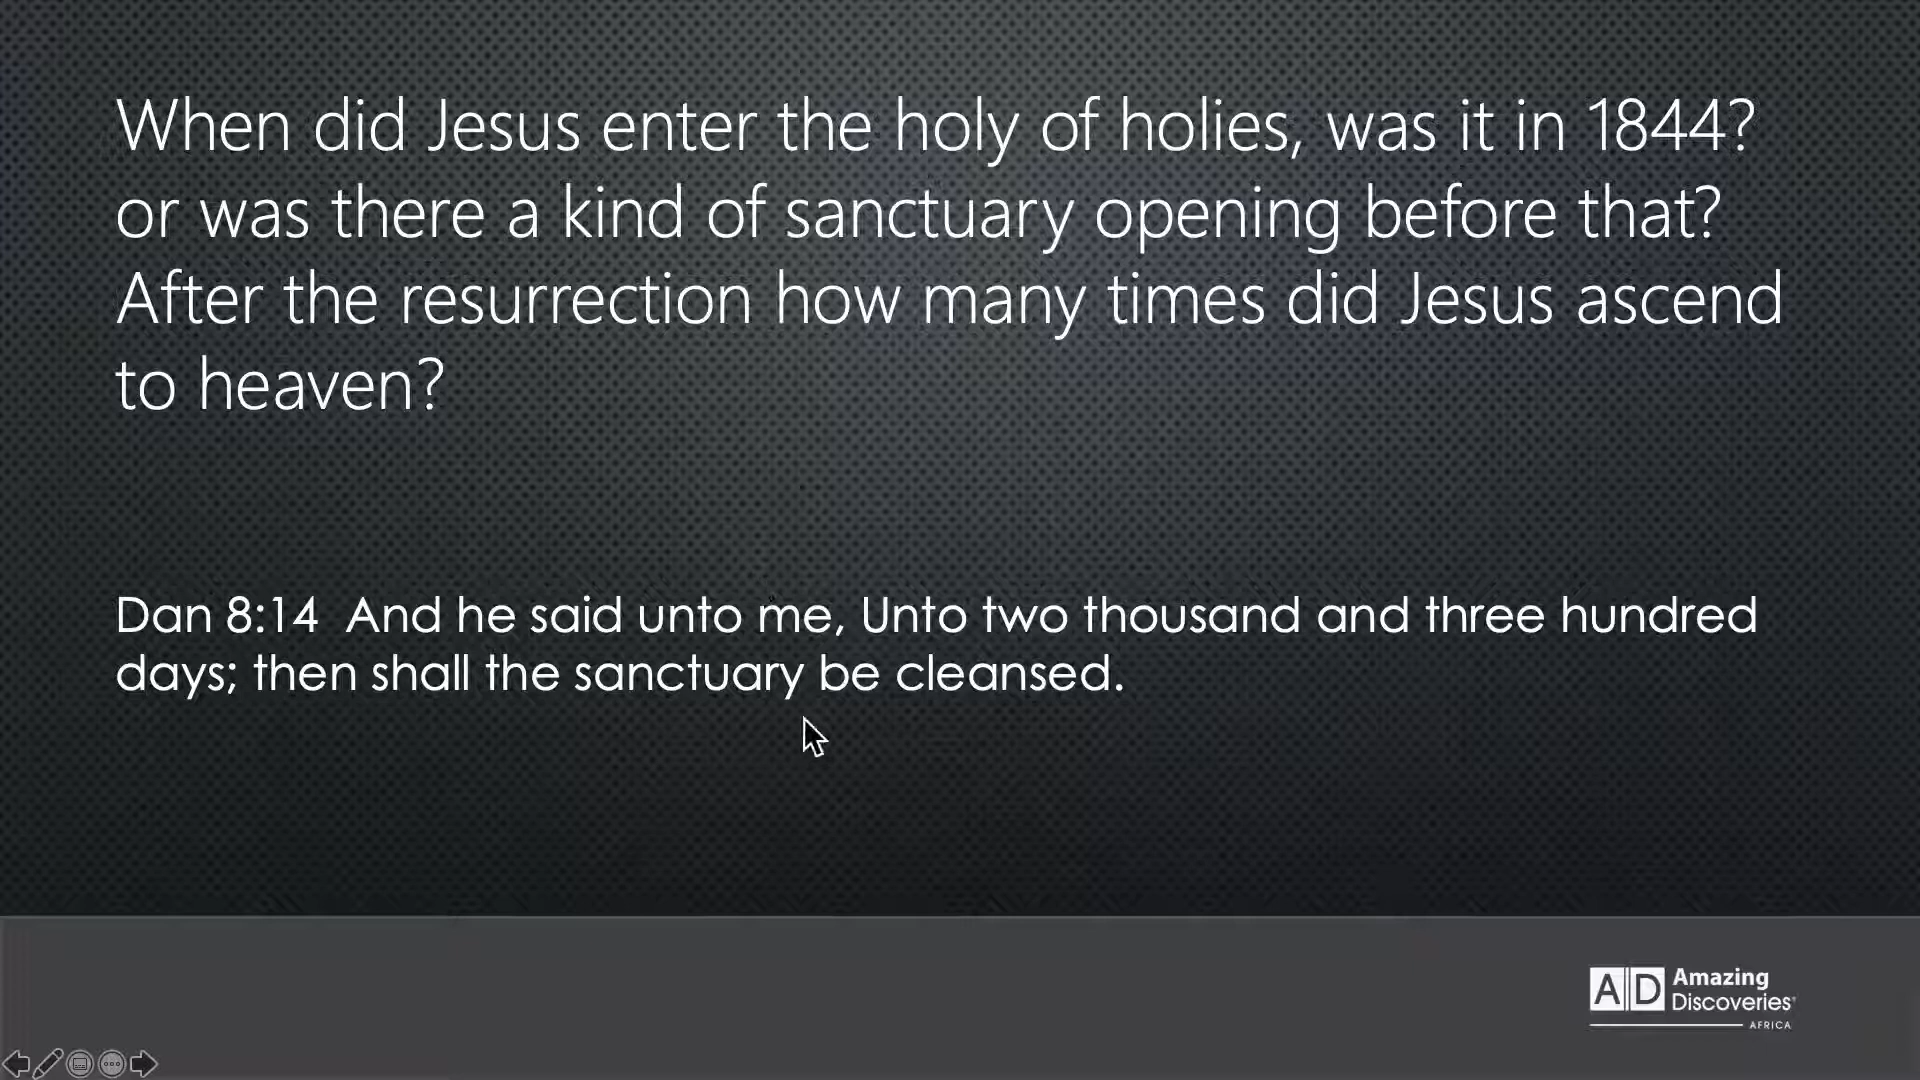 When did Jesus enter the holy of holies, was it in 1844?
or was there a kind of sanctuary opening before that?
After the resurrection how many times did Jesus ascend
to heaven?
Dan 8:14 And he said unto me, Unto two thousand and three hundred
days; then shall the sanctuary be cleansed.
AD Amazing
Discoveries
AFRICA